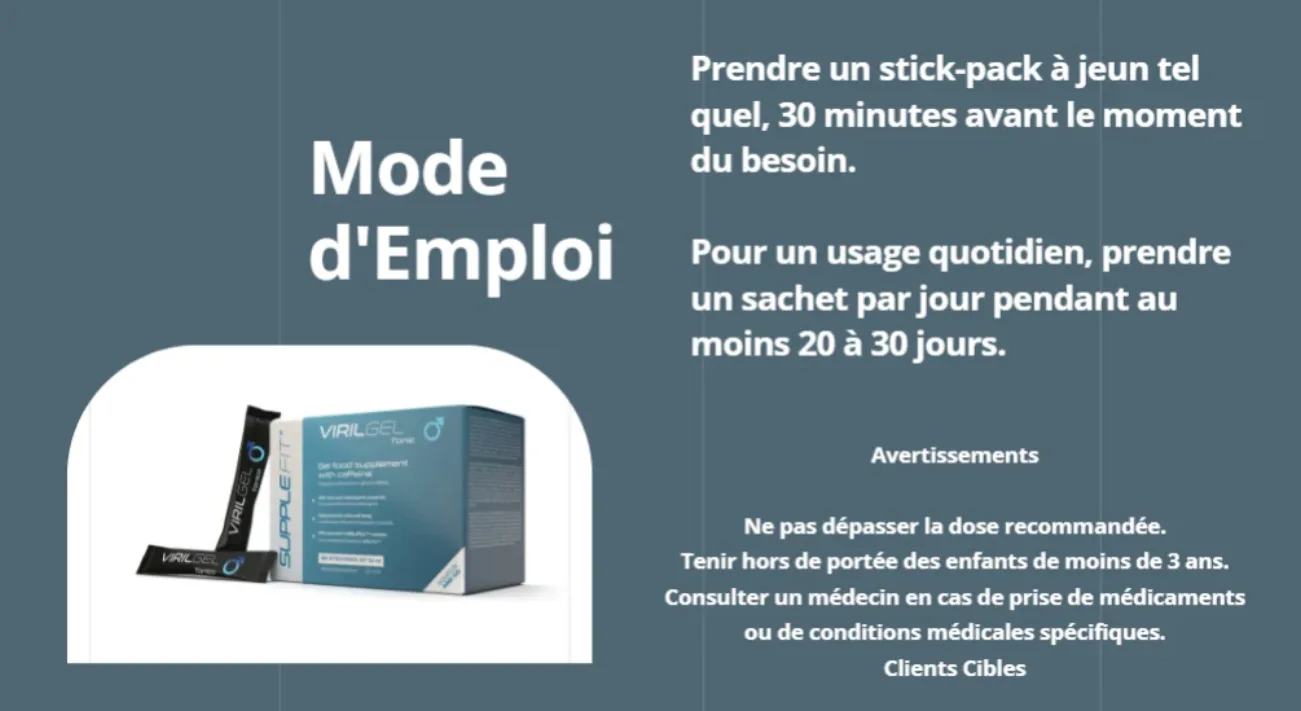 Mode
d'Emploi
Prendre un stick-pack à jeun tel
quel, 30 minutes avant le moment
du besoin.
Pour un usage quotidien, prendre
un sachet par jour pendant au
moins 20 à 30 jours.
Avertissements
Ne pas dépasser la dose recommandée.
Tenir hors de portée des enfants de moins de 3 ans.
Consulter un médecin en cas de prise de médicaments
ou de conditions médicales spécifiques.
Clients Cibles
VIRILGEL
Tonic
Gel food supplement
with caffeine
SUPPLEFIT
VIRILGEL
VIRILGEL